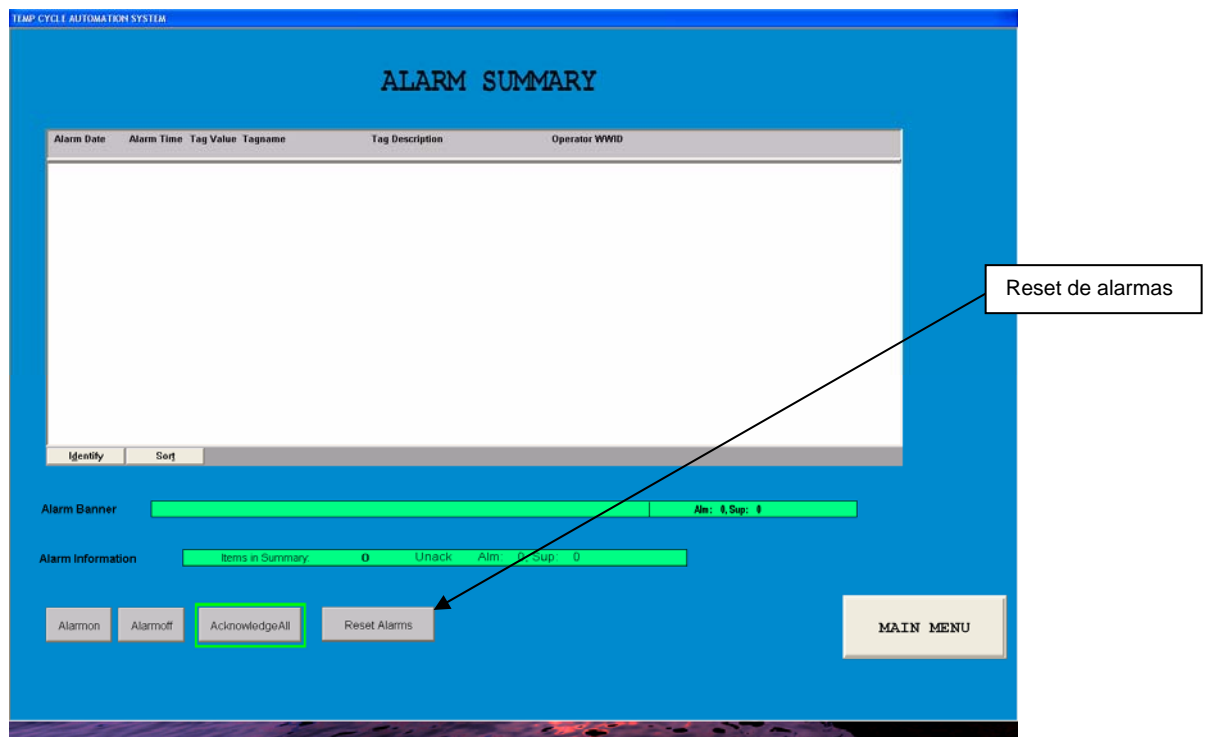 TEMP CYCLE AUTOMATION SYSTEM
ALARM SUMMARY
Alarm Date Alarm Time Tag Value Tagname Tag Description Operator WWID
Reset de alarmas
Identify Sort
Alarm Banner Alm: 0, Sup: 0
Alarm Information Items in Summary: 0 Unack Alm: 0, Sup: 0
Alarmon Alarmoff AcknowledgeAll Reset Alarms MAIN MENU